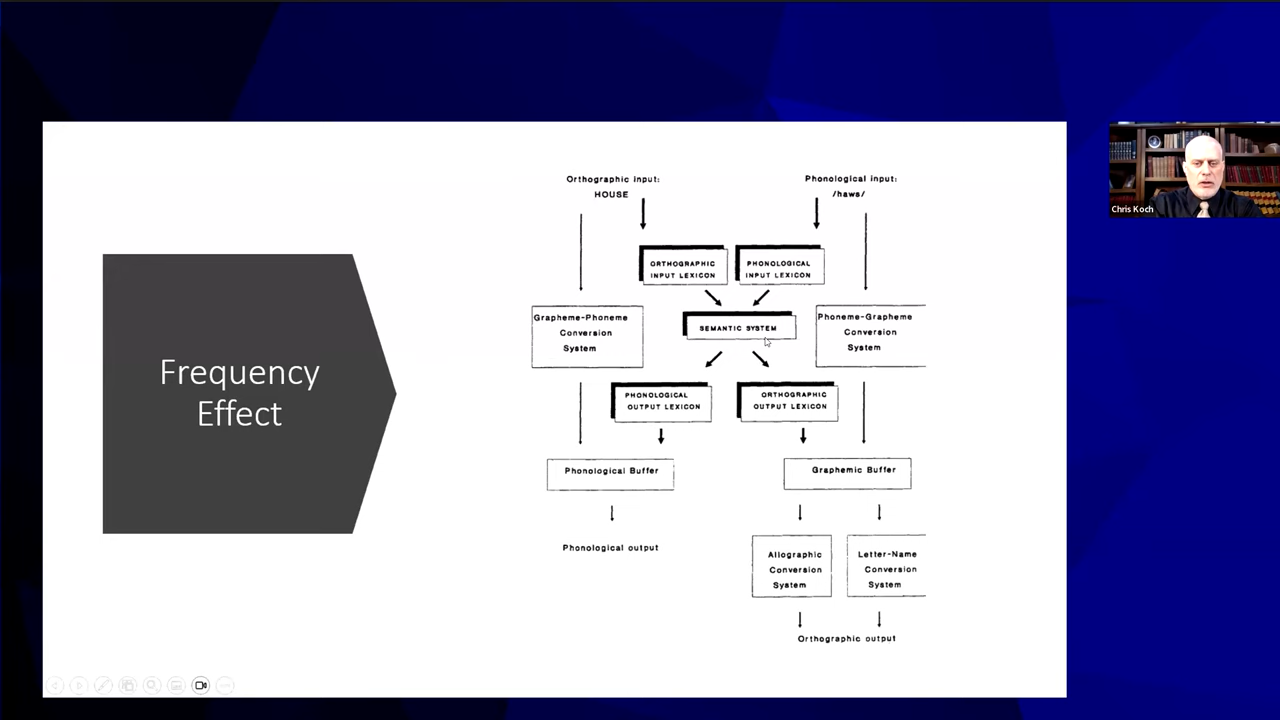 Frequency
Effect
Orthographic input:
HOUSE
Phonological input:
/haws/
ORTHOGRAPHIC
INPUT LEXICON
PHONOLOGICAL
INPUT LEXICON
Grapheme-Phoneme
Conversion
System
SEMANTIC SYSTEM
Phoneme-Grapheme
Conversion
System
PHONOLOGICAL
OUTPUT LEXICON
ORTHOGRAPHIC
OUTPUT LEXICON
Phonological Buffer
Graphemic Buffer
Phonological output
Allographic
Conversion
System
Letter-Name
Conversion
System
Orthographic output
Chris Koch